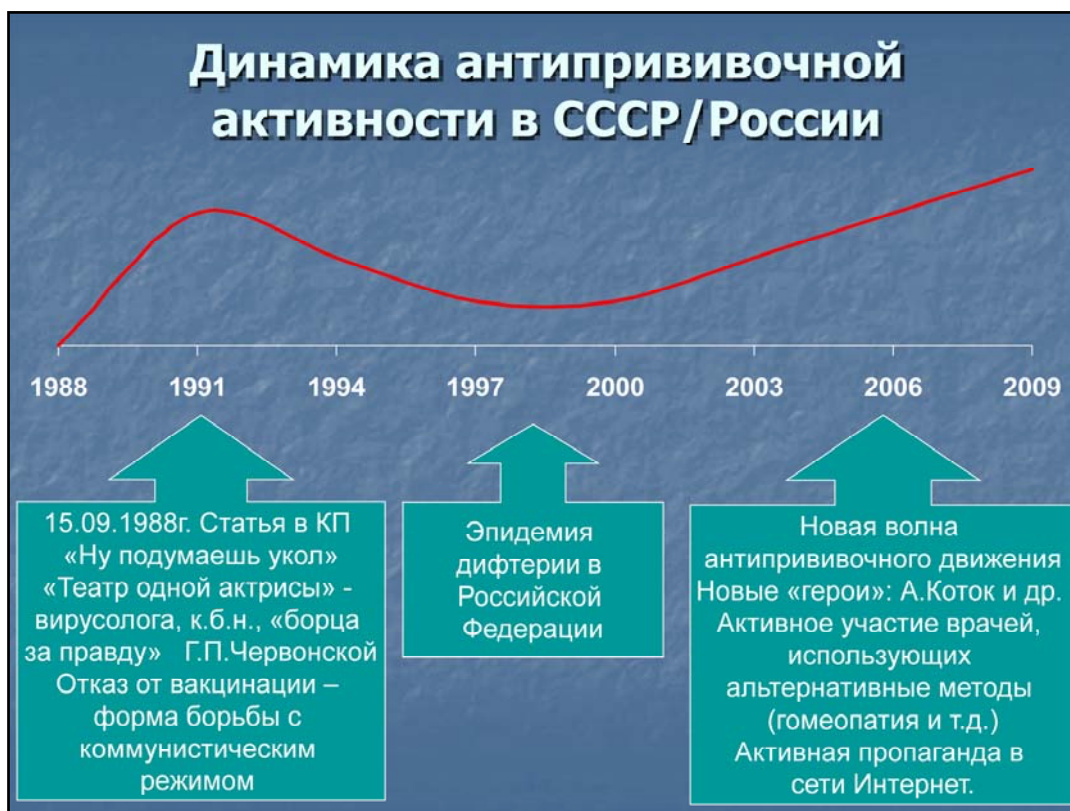 Динамика антипрививочной
активности в СССР/России
1988 1991 1994 1997 2000 2003 2006 2009
15.09.1988г. Статья в КП
«Ну подумаешь укол»
«Театр одной актрисы» -
вирусолога, к.б.н., «борца
за правду» Г.П.Червонской
Отказ от вакцинации –
форма борьбы с
коммунистическим
режимом
Эпидемия
дифтерии в
Российской
Федерации
Новая волна
антипрививочного движения
Новые «герои»: А.Коток и др.
Активное участие врачей,
использующих
альтернативные методы
(гомеопатия и т.д.)
Активная пропаганда в
сети Интернет.